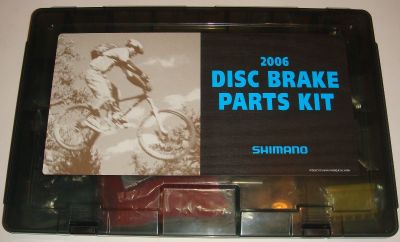 2006
DISC BRAKE
PARTS KIT
SHIMANO